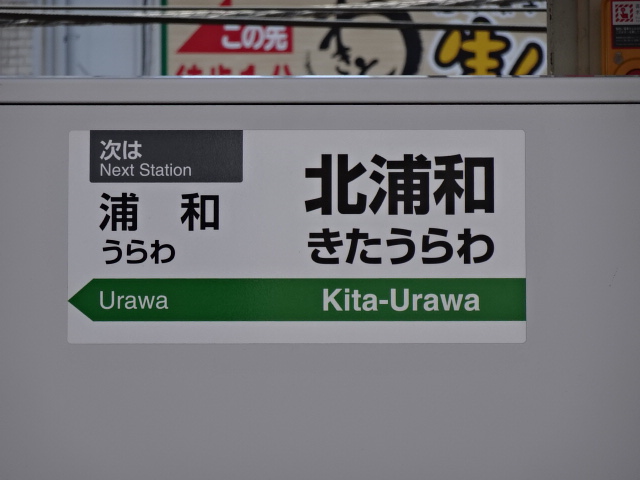 この先
次は
Next Station
浦 和
うらわ
Urawa
北浦和
きたうらわ
Kita-Urawa